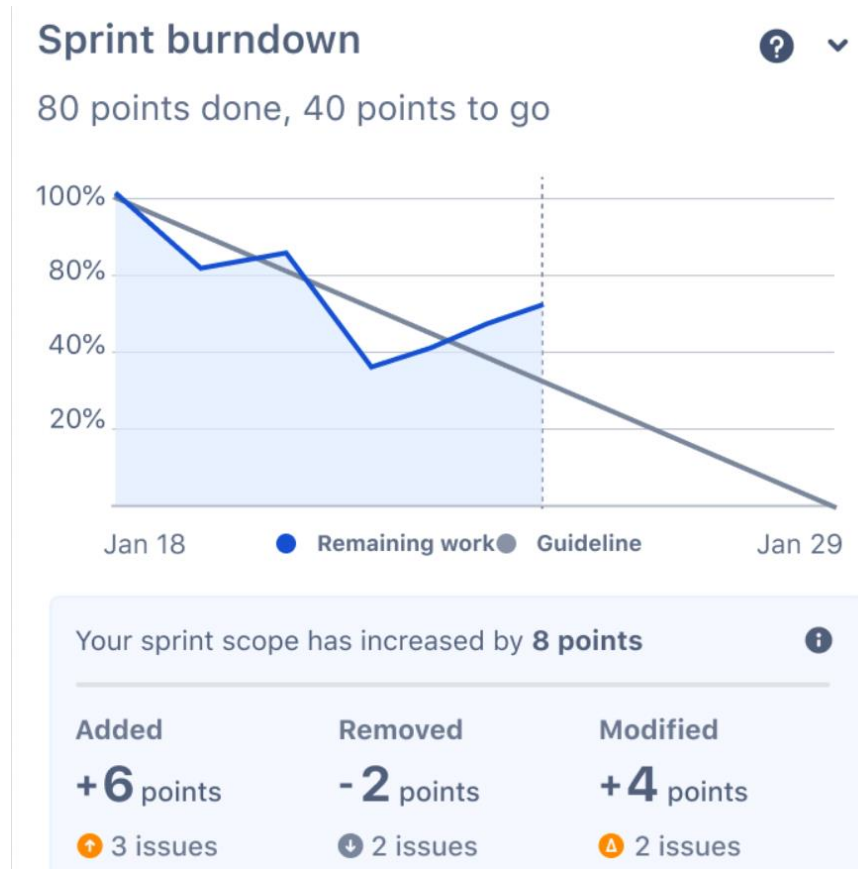 Sprint burndown
80 points done, 40 points to go
100%
80%
40%
20%
Jan 18 Remaining work Guideline Jan 29
Your sprint scope has increased by 8 points
Added Removed Modified
+6 points -2 points +4 points
3 issues 2 issues 2 issues